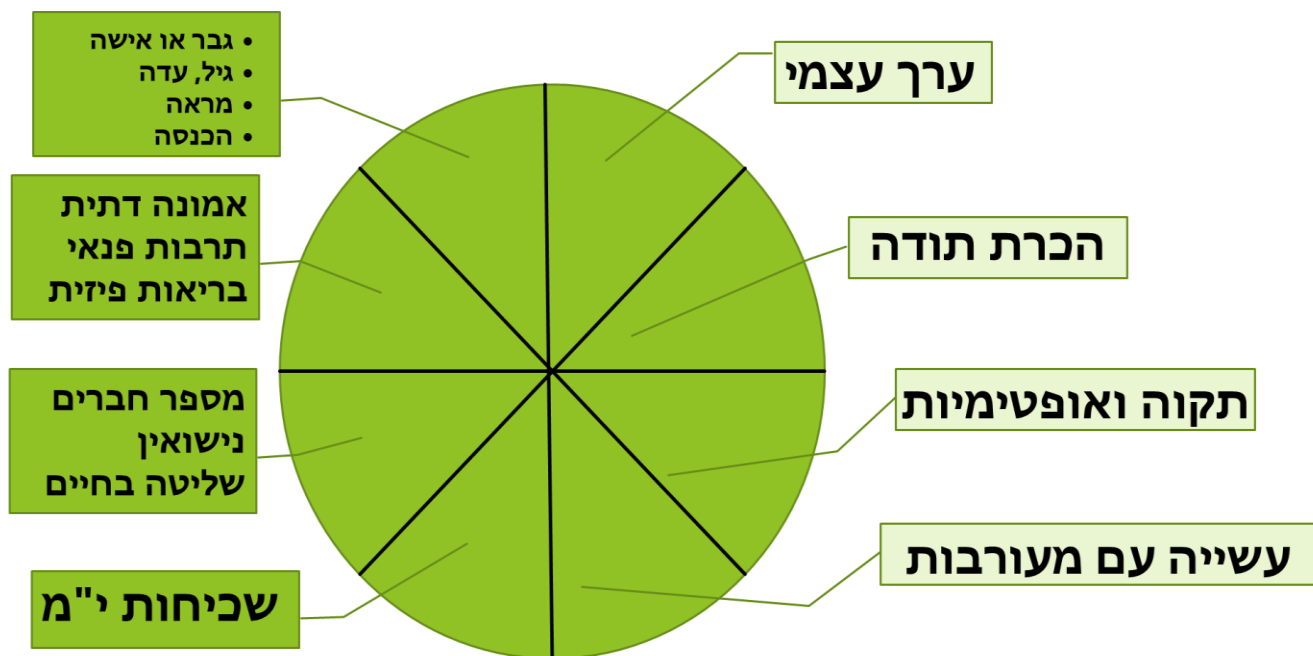 ערך עצמי
הכרת תודה
תקוה ואופטימיות
עשייה עם מעורבות
• גבר או אישה
• גיל, עדה
• מראה
• הכנסה
אמונה דתית
תרבות פנאי
בריאות פיזית
מספר חברים
נישואין
שליטה בחיים
שכיחות י"מ